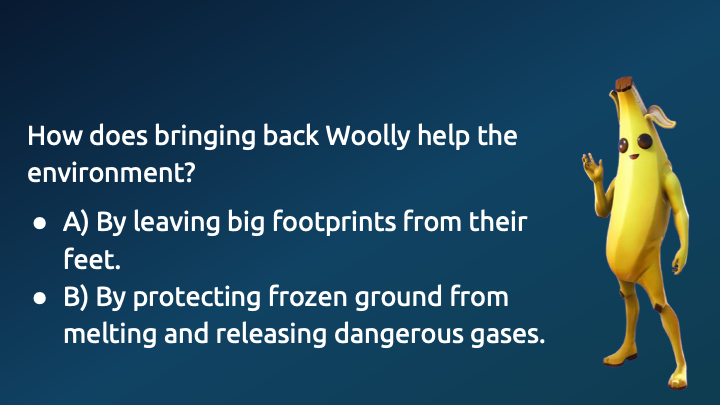 How does bringing back Woolly help the
environment?
● A) By leaving big footprints from their
feet.
● B) By protecting frozen ground from
melting and releasing dangerous gases.